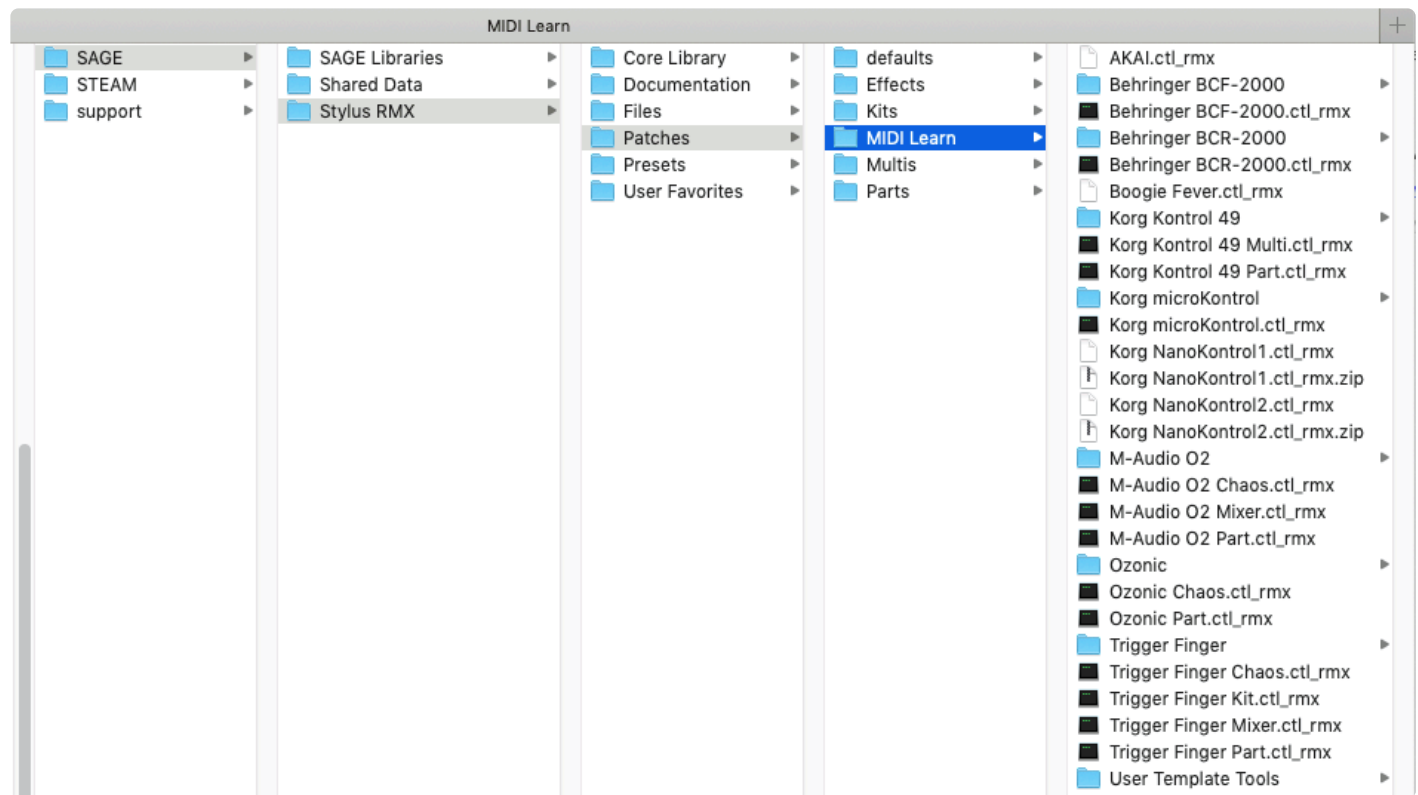 MIDI Learn
SAGE
STEAM
support
SAGE Libraries
Shared Data
Stylus RMX
Core Library
Documentation
Files
Patches
Presets
User Favorites
defaults
Effects
Kits
MIDI Learn
Multis
Parts
AKAI.ctl_rmx
Behringer BCF-2000
Behringer BCF-2000.ctl_rmx
Behringer BCR-2000
Behringer BCR-2000.ctl_rmx
Boogie Fever.ctl_rmx
Korg Kontrol 49
Korg Kontrol 49 Multi.ctl_rmx
Korg Kontrol 49 Part.ctl_rmx
Korg microKontrol
Korg microKontrol.ctl_rmx
Korg NanoKontrol1.ctl_rmx
Korg NanoKontrol1.ctl_rmx.zip
Korg NanoKontrol2.ctl_rmx
Korg NanoKontrol2.ctl_rmx.zip
M-Audio O2
M-Audio O2 Chaos.ctl_rmx
M-Audio O2 Mixer.ctl_rmx
M-Audio O2 Part.ctl_rmx
Ozonic
Ozonic Chaos.ctl_rmx
Ozonic Part.ctl_rmx
Trigger Finger
Trigger Finger Chaos.ctl_rmx
Trigger Finger Kit.ctl_rmx
Trigger Finger Mixer.ctl_rmx
Trigger Finger Part.ctl_rmx
User Template Tools